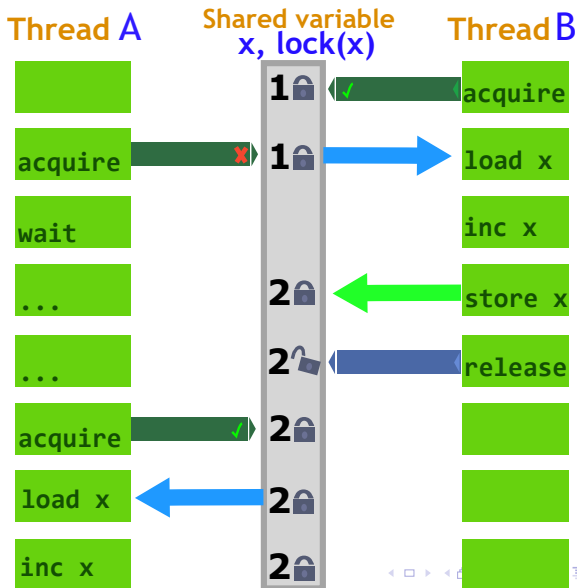 Thread A
Shared variable
x, lock(x)
Thread B
1
acquire
acquire
1
load x
wait
inc x
...
2
store x
...
2
release
acquire
2
load x
2
inc x
2